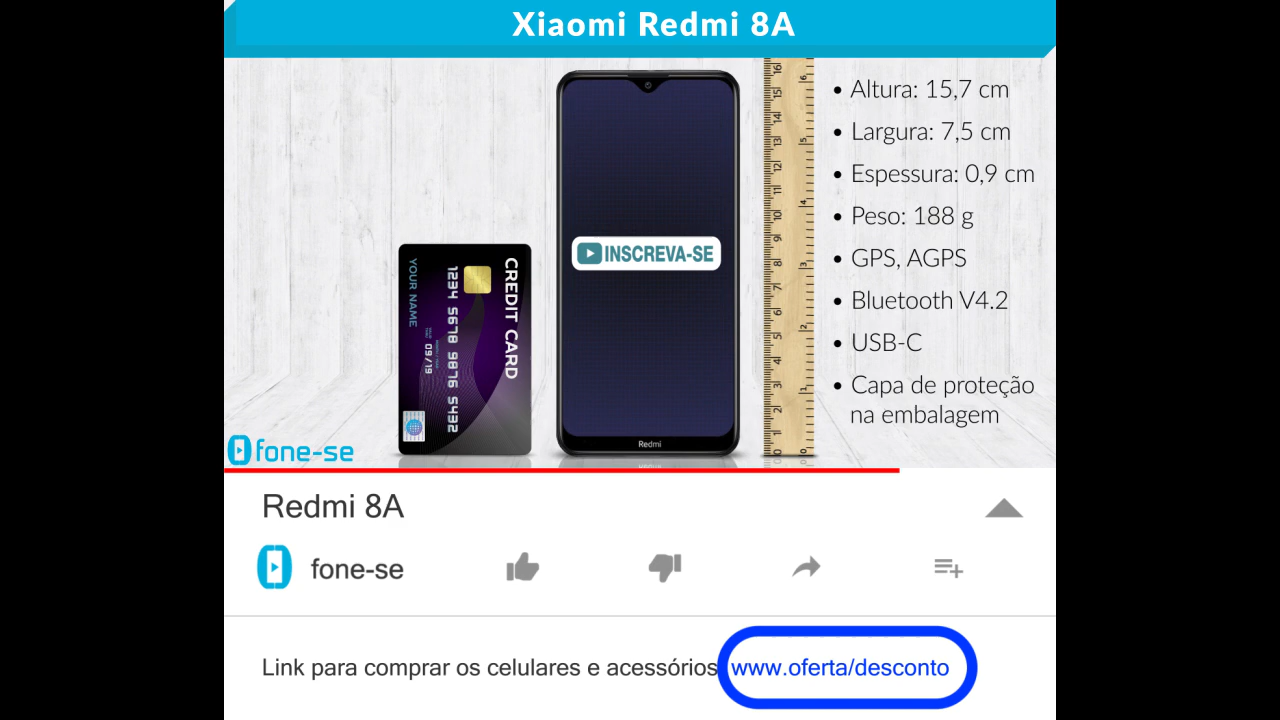 Xiaomi Redmi 8A
Altura: 15,7 cm
Largura: 7,5 cm
Espessura: 0,9 cm
Peso: 188 g
GPS, AGPS
Bluetooth V4.2
USB-C
Capa de proteção
na embalagem
INSCREVA-SE
Redmi
CREDIT CARD
1234 5678 9876 2345
09/19
YOUR NAME
fone-se
Redmi 8A
fone-se
Link para comprar os celulares e acessórios www.oferta/desconto